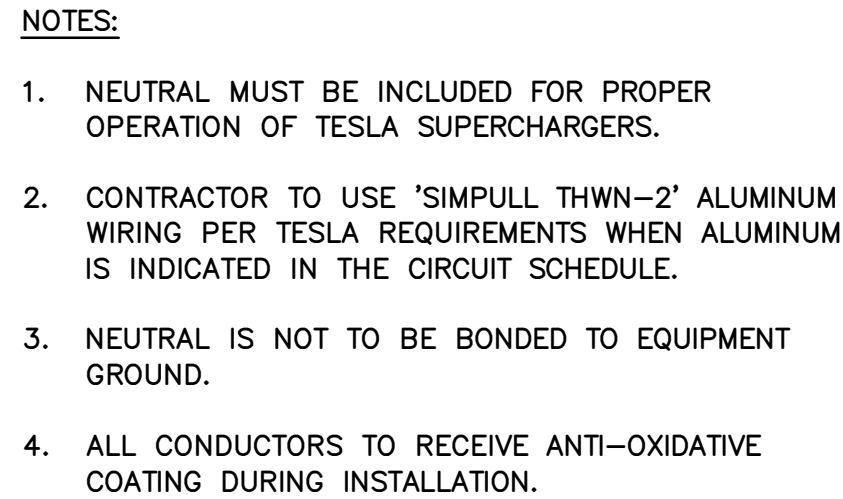 NOTES:
1. NEUTRAL MUST BE INCLUDED FOR PROPER
OPERATION OF TESLA SUPERCHARGERS.
2. CONTRACTOR TO USE 'SIMPULL THWN-2' ALUMINUM
WIRING PER TESLA REQUIREMENTS WHEN ALUMINUM
IS INDICATED IN THE CIRCUIT SCHEDULE.
3. NEUTRAL IS NOT TO BE BONDED TO EQUIPMENT
GROUND.
4. ALL CONDUCTORS TO RECEIVE ANTI-OXIDATIVE
COATING DURING INSTALLATION.